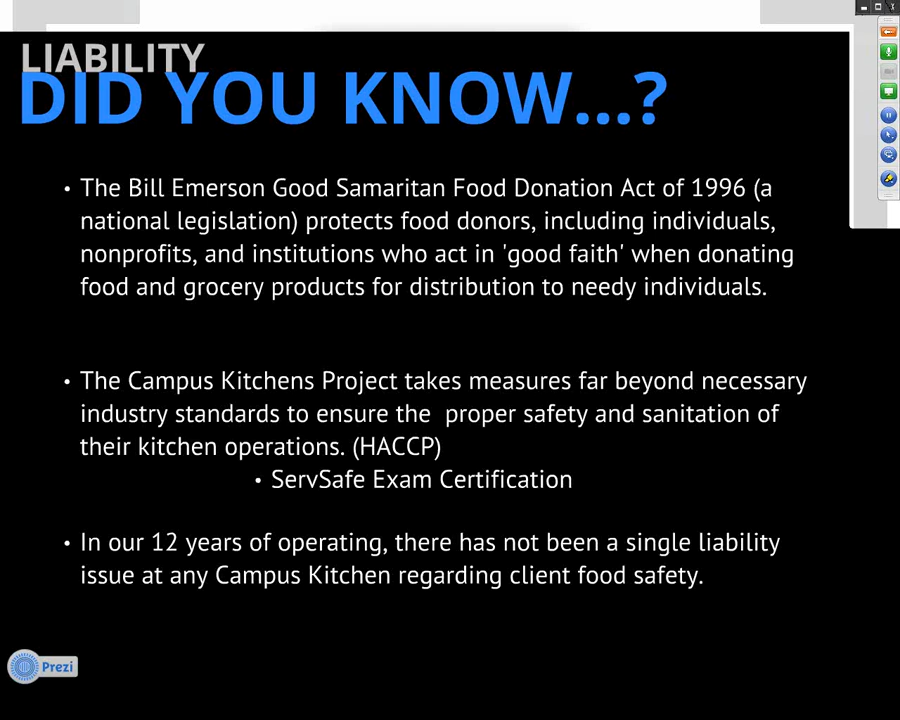 LIABILITY
DID YOU KNOW...?
• The Bill Emerson Good Samaritan Food Donation Act of 1996 (a
national legislation) protects food donors, including individuals,
nonprofits, and institutions who act in 'good faith' when donating
food and grocery products for distribution to needy individuals.
• The Campus Kitchens Project takes measures far beyond necessary
industry standards to ensure the  proper safety and sanitation of
their kitchen operations. (HACCP)
• ServSafe Exam Certification
• In our 12 years of operating, there has not been a single liability
issue at any Campus Kitchen regarding client food safety.
Prezi